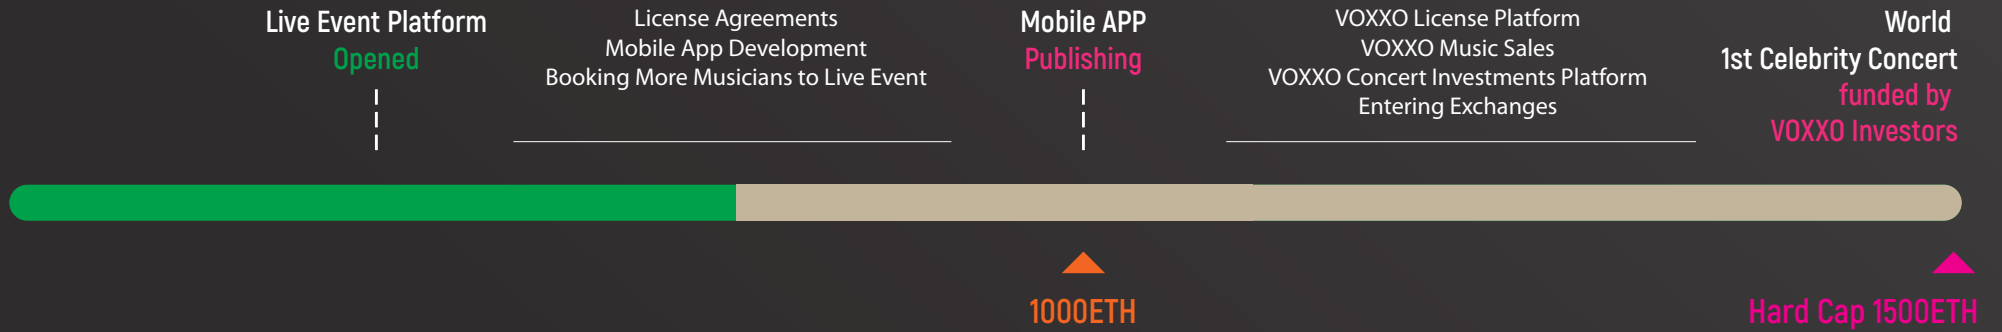 Live Event Platform
Opened
License Agreements
Mobile App Development
Booking More Musicians to Live Event
Mobile APP
Publishing
VOXXO License Platform
VOXXO Music Sales
VOXXO Concert Investments Platform
Entering Exchanges
World
1st Celebrity Concert
funded by
VOXXO Investors
1000ETH
Hard Cap 1500ETH